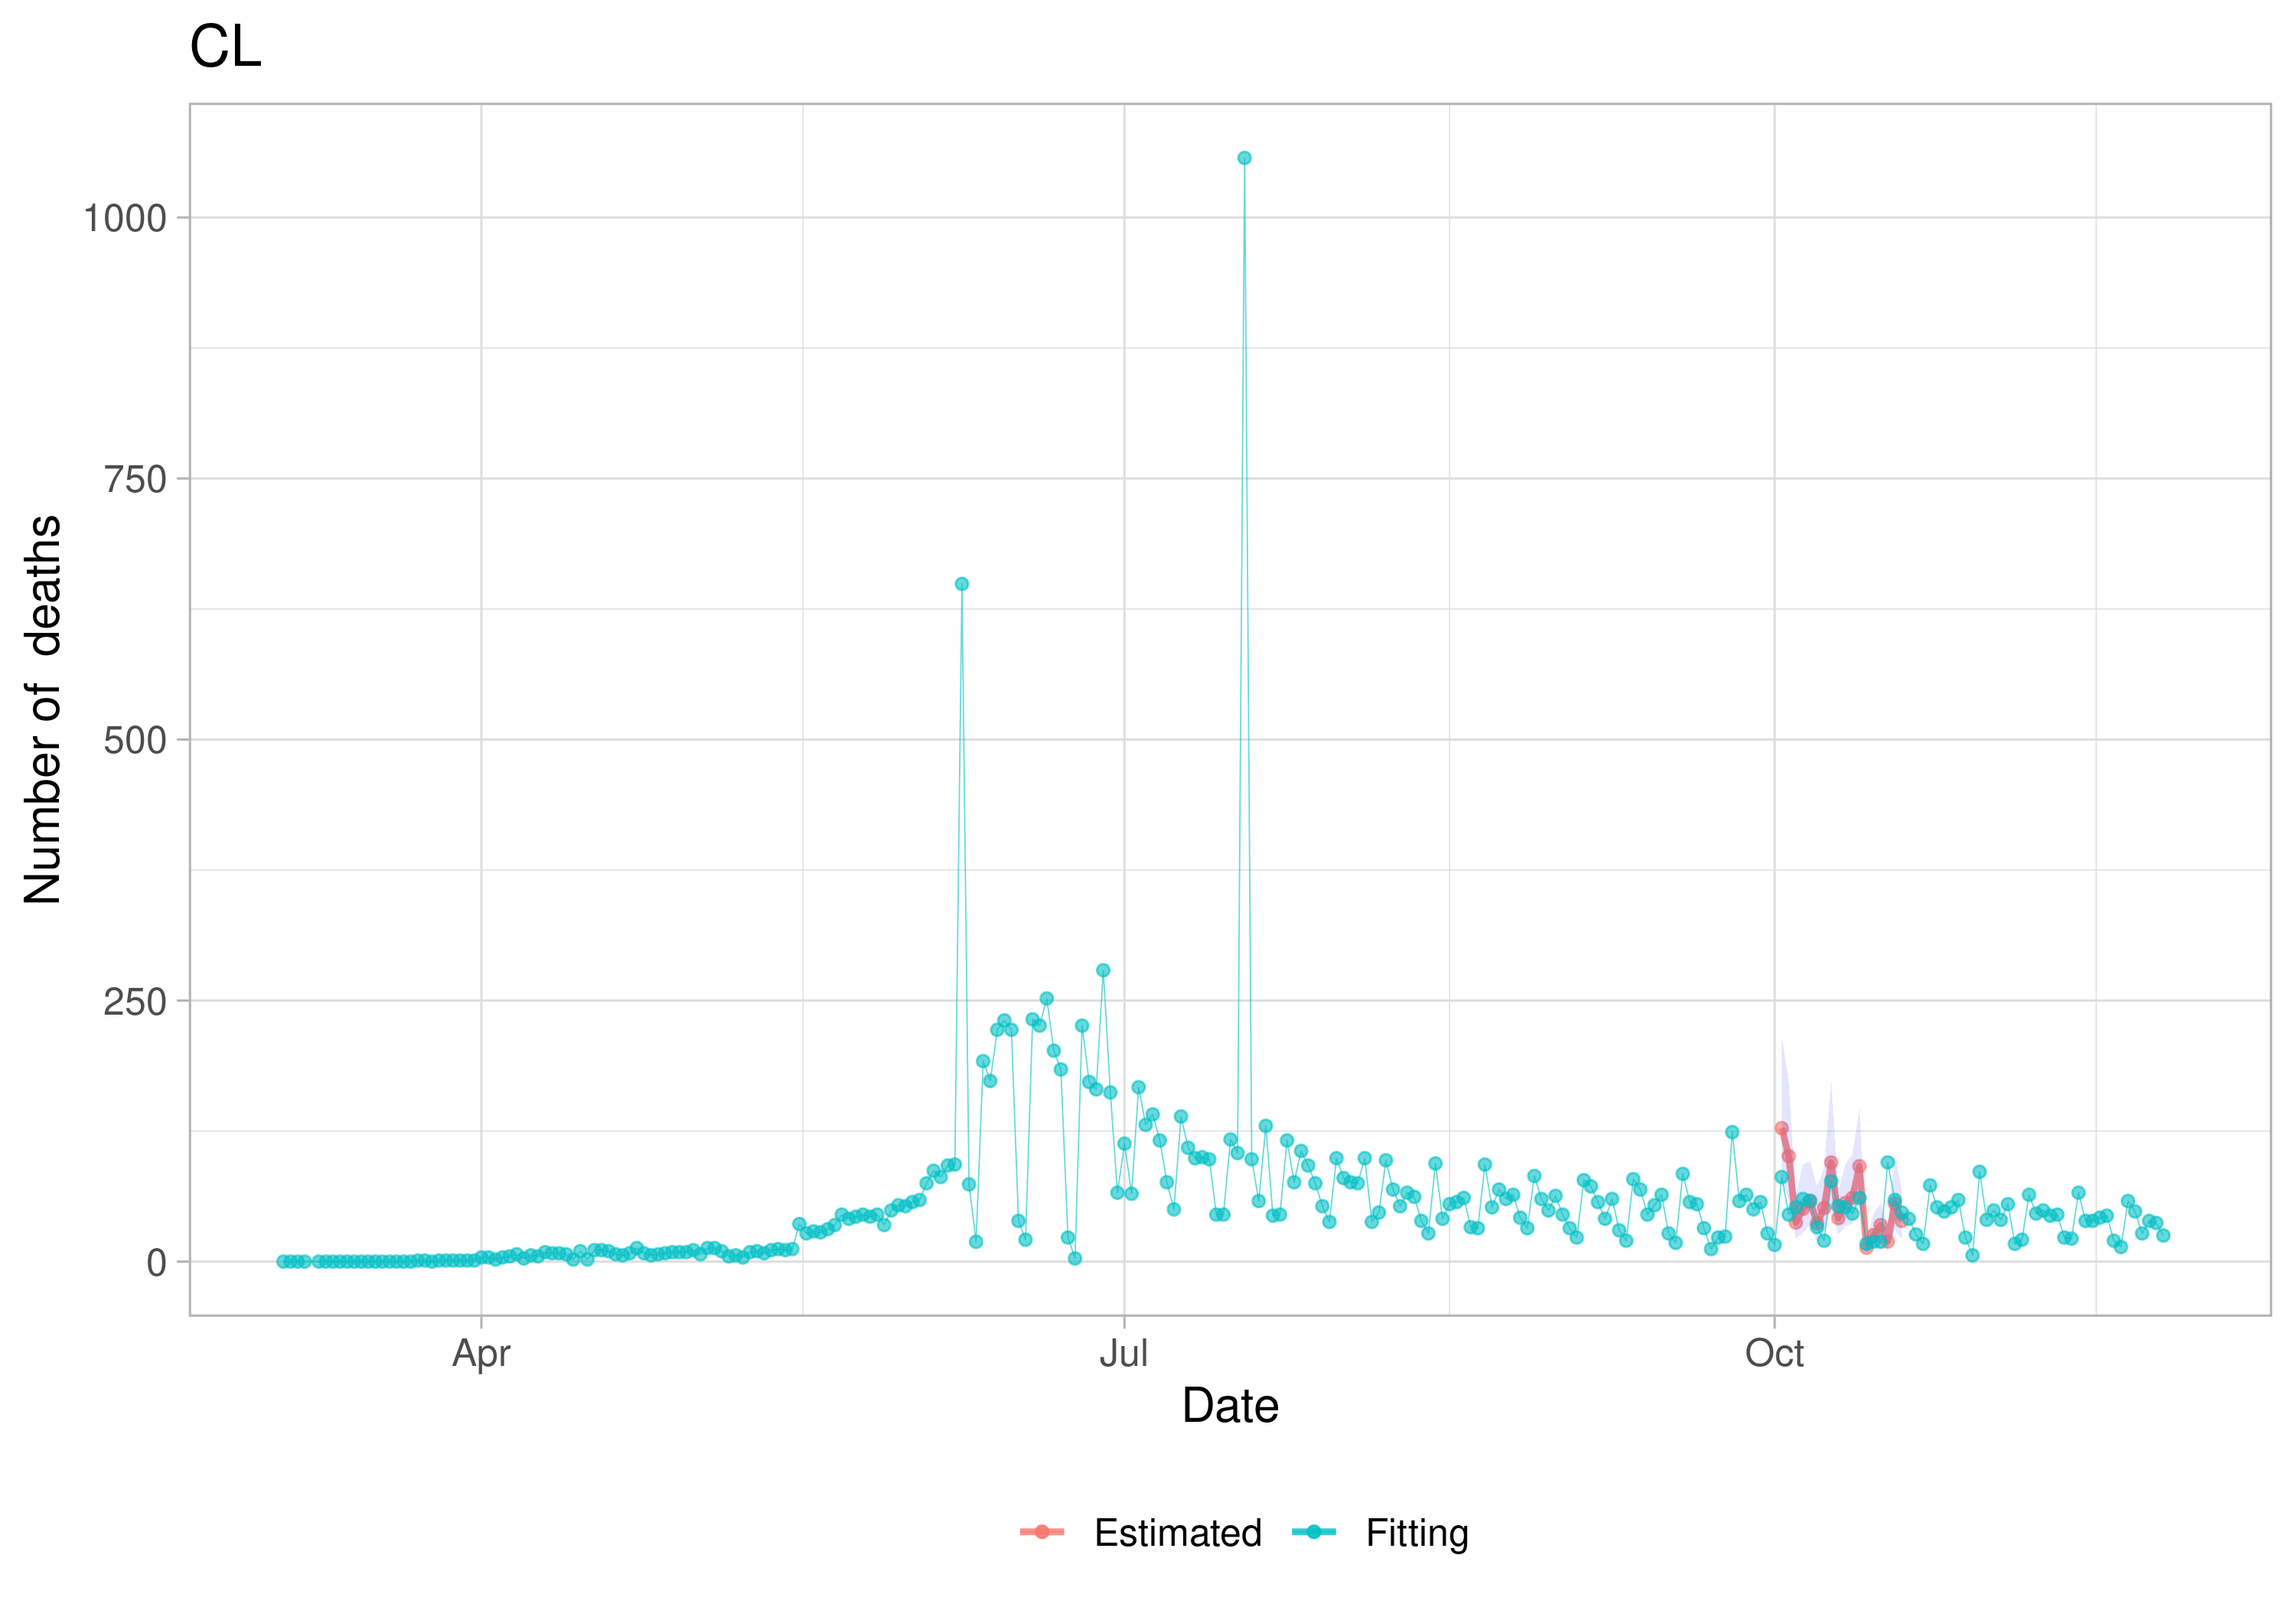 CL
Number of  deaths
1000
750
500
250
0
Apr
Jul
Oct
Date
Estimated
Fitting